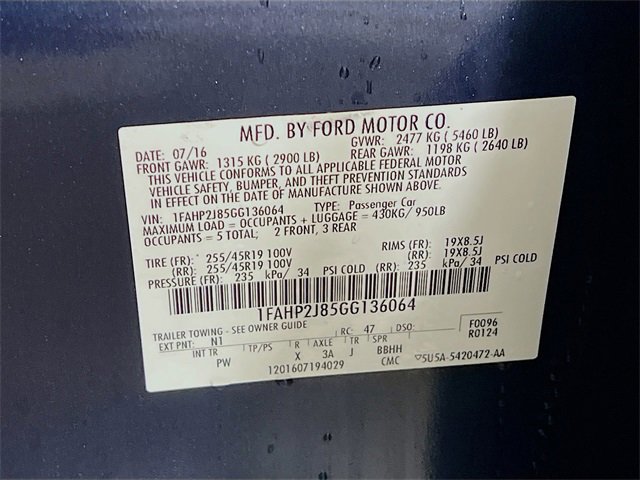 MFD. BY FORD MOTOR CO.
DATE: 07/16 GVWR: 2477 KG ( 5460 LB)
FRONT GAWR: 1315 KG ( 2900 LB) REAR GAWR: 1198 KG ( 2640 LB)
THIS VEHICLE CONFORMS TO ALL APPLICABLE FEDERAL MOTOR
VEHICLE SAFETY, BUMPER, AND THEFT PREVENTION STANDARDS
IN EFFECT ON THE DATE OF MANUFACTURE SHOWN ABOVE.
VIN: 1FAHP2J85GG136064 TYPE: Passenger Car
MAXIMUM LOAD = OCCUPANTS + LUGGAGE = 430KG/ 950LB
OCCUPANTS = 5 TOTAL; 2 FRONT, 3 REAR
TIRE (FR): 255/45R19 100V RIMS (FR): 19X8.5J
(RR): 255/45R19 100V (RR): 19X8.5J
PRESSURE (FR): 235 kPa/ 34 PSI COLD (RR): 235 kPa/ 34 PSI COLD
1FAHP2J85GG136064
TRAILER TOWING - SEE OWNER GUIDE
EXT PNT: N1 RC: 47 DSO: F0096
INT TR TP/PS R AXLE TR SPR R0124
PW X 3A J BBHH
1201607194029 CMC ▽5U5A-5420472-AA